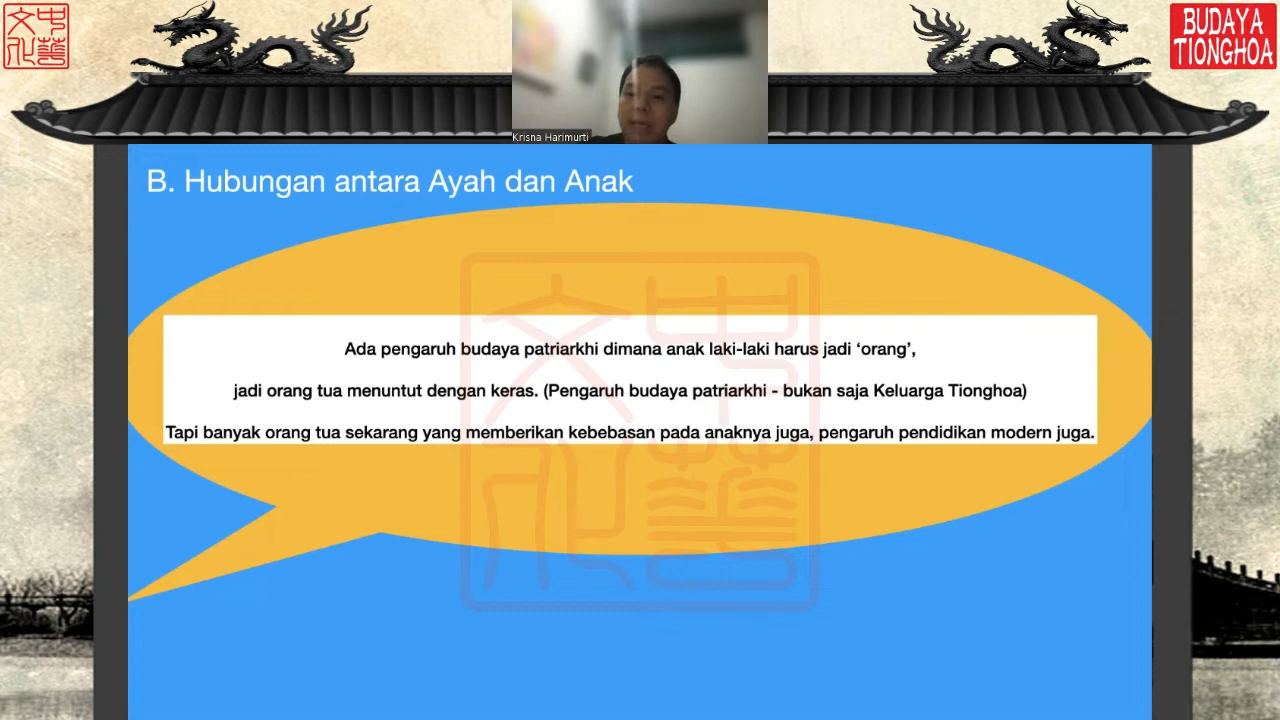 BUDAYA
TIONGHOA
Krisna Harimurti
B. Hubungan antara Ayah dan Anak
Ada pengaruh budaya patriarkhi dimana anak laki-laki harus jadi ‘orang’,
jadi orang tua menuntut dengan keras. (Pengaruh budaya patriarkhi - bukan saja Keluarga Tionghoa)
Tapi banyak orang tua sekarang yang memberikan kebebasan pada anaknya juga, pengaruh pendidikan modern juga.